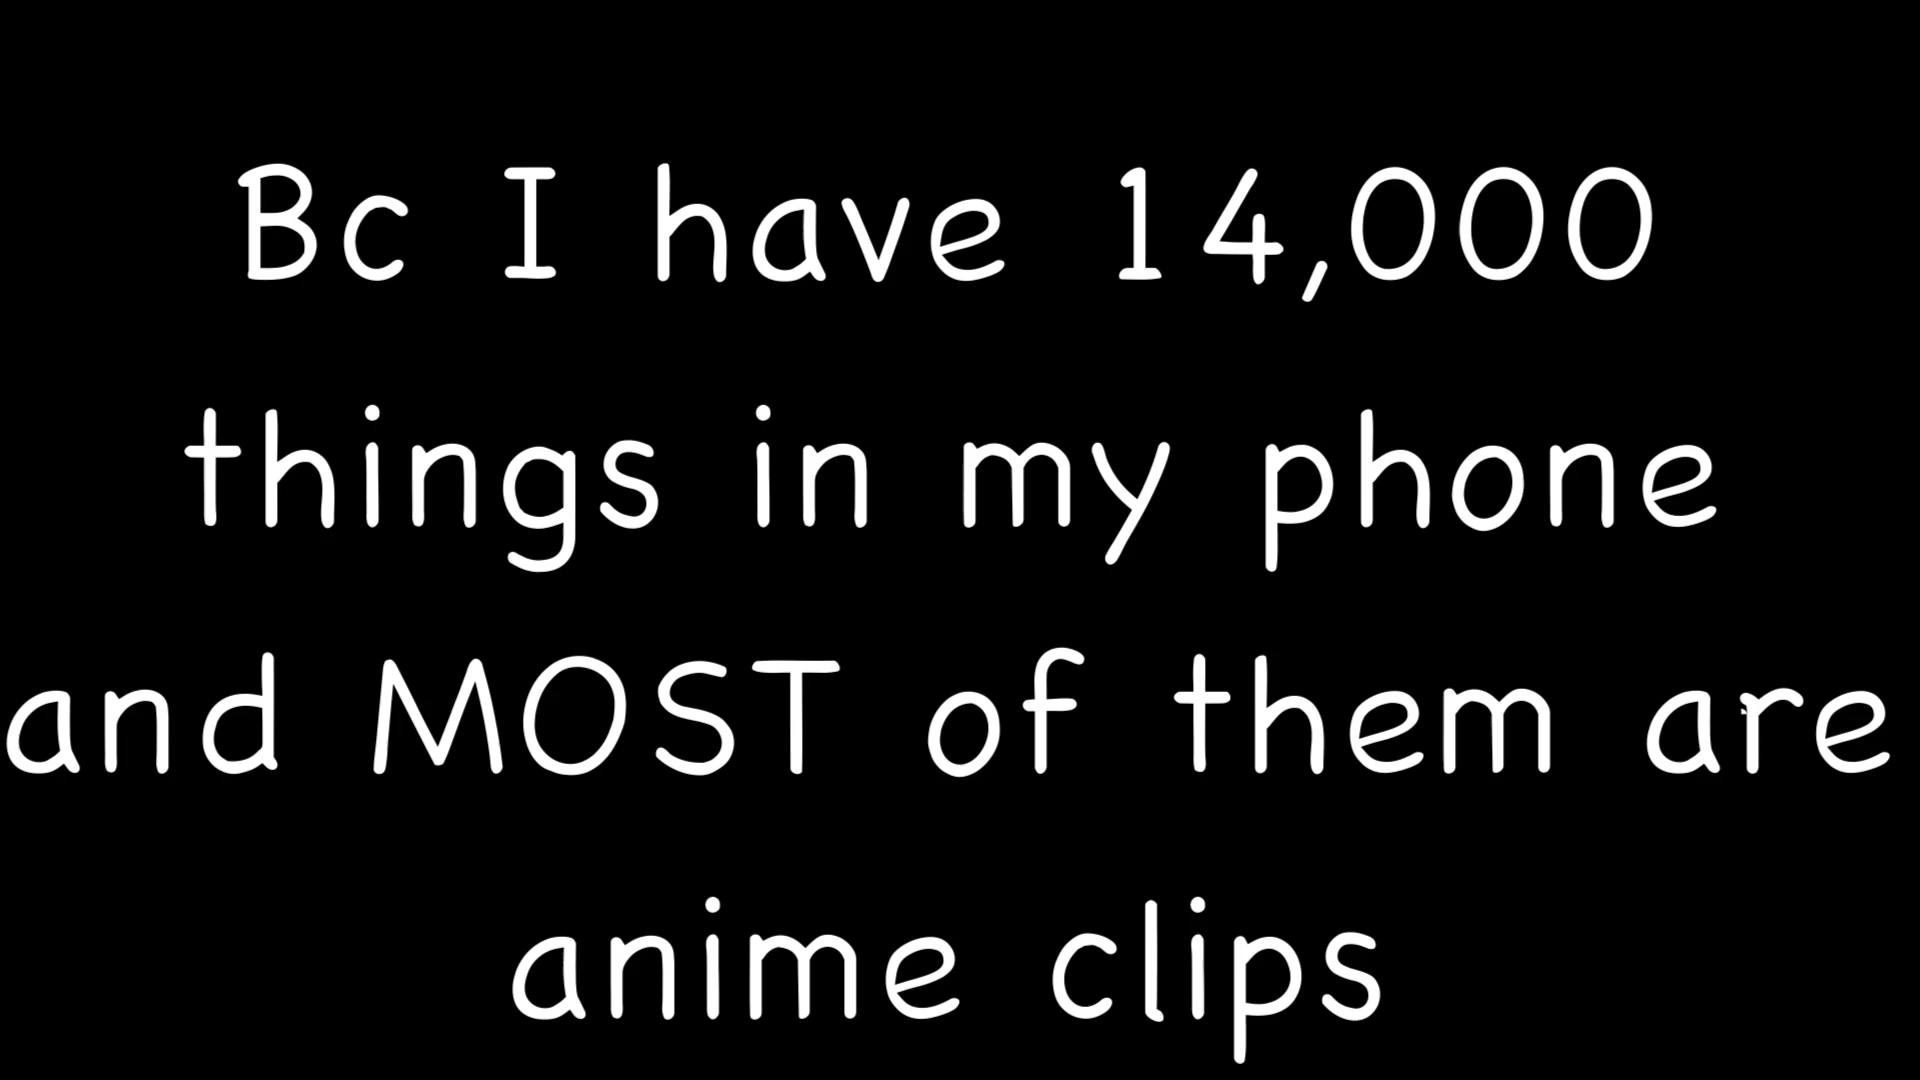 Bc I have 14,000
things in my phone
and MOST of them are
anime clips